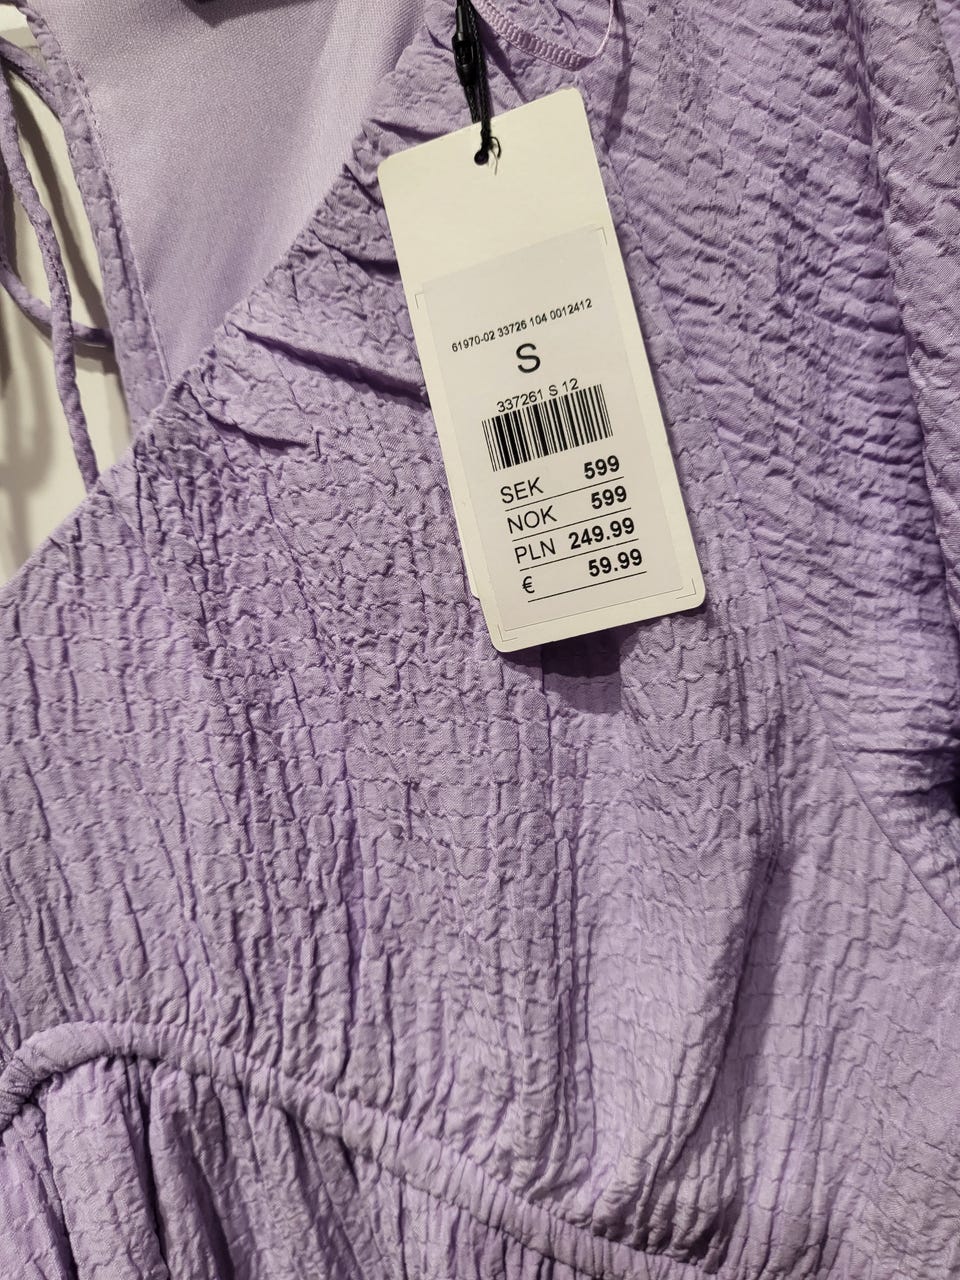 61970-02 33726 104 0012412
S
337261 S 12
SEK 599
NOK 599
PLN 249.99
€ 59.99